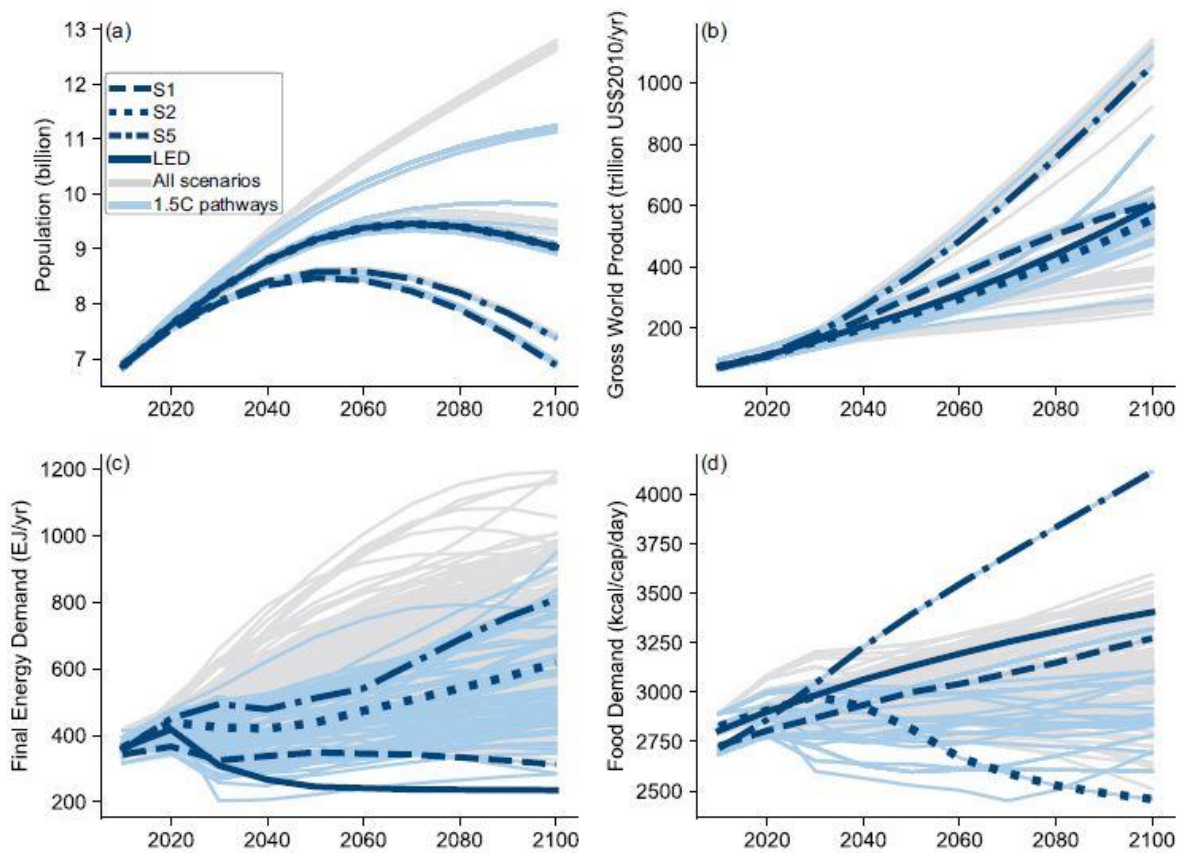 (a)
13
12
11
10
9
8
7
Population (billion)
S1
S2
S5
LED
All scenarios
1.5C pathways
2020 2040 2060 2080 2100
(b)
1000
800
600
400
200
Gross World Product (trillion US$2010/yr)
2020 2040 2060 2080 2100
(c)
1200
1000
800
600
400
200
Final Energy Demand (EJ/yr)
2020 2040 2060 2080 2100
(d)
4000
3750
3500
3250
3000
2750
2500
Food Demand (kcal/cap/day)
2020 2040 2060 2080 2100